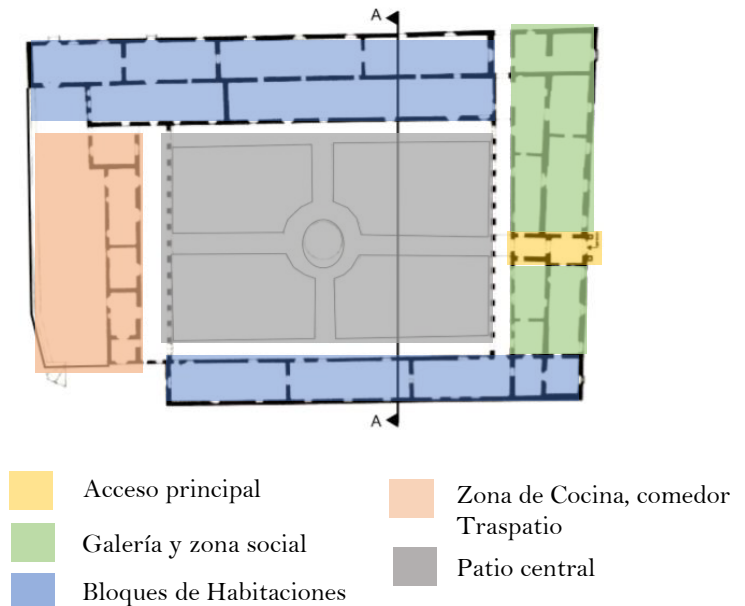 A
A
Acceso principal
Galería y zona social
Bloques de Habitaciones
Zona de Cocina, comedor
Traspatio
Patio central